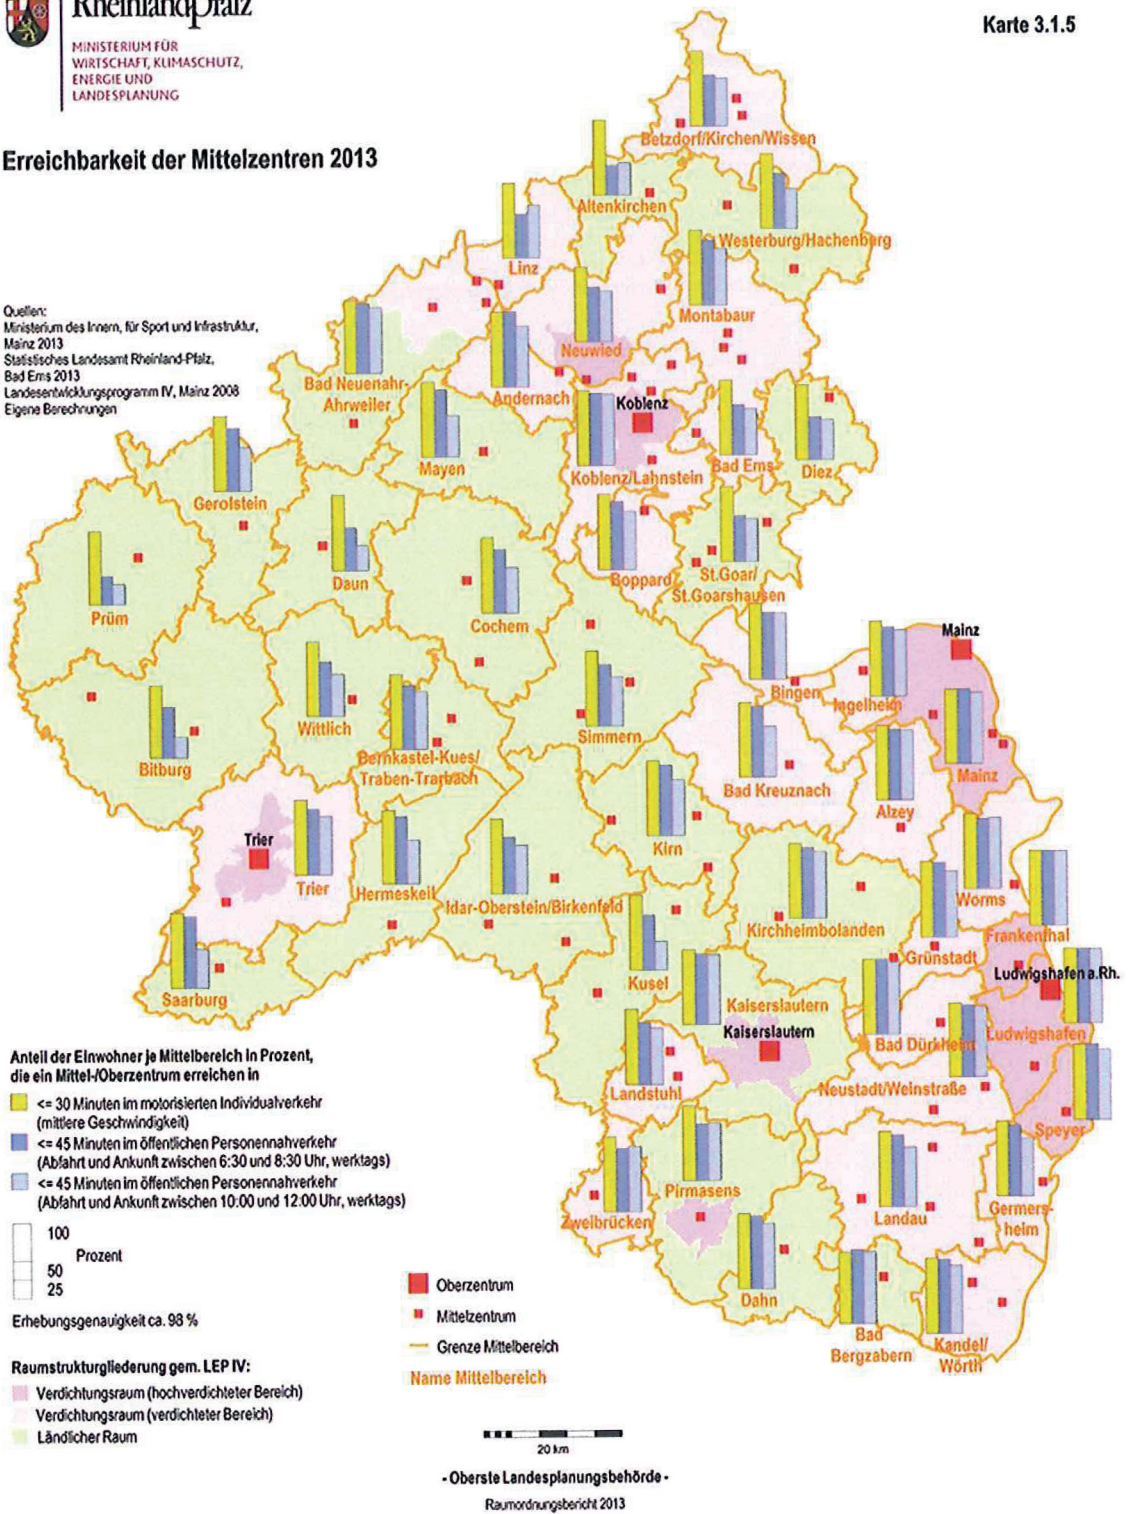 RheinlandPfalz
MINISTERIUM FÜR
WIRTSCHAFT, KLIMASCHUTZ,
ENERGIE UND
LANDESPLANUNG
Karte 3.1.5
Erreichbarkeit der Mittelzentren 2013
Quellen:
Ministerium des Innern, für Sport und Infrastruktur,
Mainz 2013
Statistisches Landesamt Rheinland-Pfalz,
Bad Ems 2013
Landesentwicklungsprogramm IV, Mainz 2008
Eigene Berechnungen
Betzdorf/Kirchen/Wissen
Altenkirchen
Westerburg/Hachenburg
Linz
Montabaur
Neuwied
Bad Neuenahr-
Ahrweiler
Andernach
Koblenz
Mayen
Koblenz/Lahnstein
Bad Ems
Diez
Gerolstein
Daun
Boppard
St.Goar/
St.Goarshausen
Prüm
Cochem
Mainz
Bingen
Ingelheim
Wittlich
Simmern
Bernkastel-Kues/
Traben-Trarbach
Bitburg
Bad Kreuznach
Mainz
Alzey
Trier
Trier
Kirn
Hermeskeil
Idar-Oberstein/Birkenfeld
Worms
Kirchheimbolanden
Frankenthal
Grünstadt
Ludwigshafen a.Rh.
Saarburg
Kusel
Kaiserslautern
Kaiserslautern
Bad Dürkheim
Ludwigshafen
Landstuhl
Neustadt/Weinstraße
Speyer
Pirmasens
Zweibrücken
Landau
Germers-
heim
Dahn
Bad
Bergzabern
Kandel/
Wörth
Anteil der Einwohner je Mittelbereich in Prozent,
die ein Mittel-/Oberzentrum erreichen in
<= 30 Minuten im motorisierten Individualverkehr
(mittlere Geschwindigkeit)
<= 45 Minuten im öffentlichen Personennahverkehr
(Abfahrt und Ankunft zwischen 6:30 und 8:30 Uhr, werktags)
<= 45 Minuten im öffentlichen Personennahverkehr
(Abfahrt und Ankunft zwischen 10:00 und 12:00 Uhr, werktags)
100
Prozent
50
25
Erhebungsgenauigkeit ca. 98 %
Raumstrukturgliederung gem. LEP IV:
Verdichtungsraum (hochverdichteter Bereich)
Verdichtungsraum (verdichteter Bereich)
Ländlicher Raum
Oberzentrum
Mittelzentrum
Grenze Mittelbereich
Name Mittelbereich
20 km
- Oberste Landesplanungsbehörde -
Raumordnungsbericht 2013